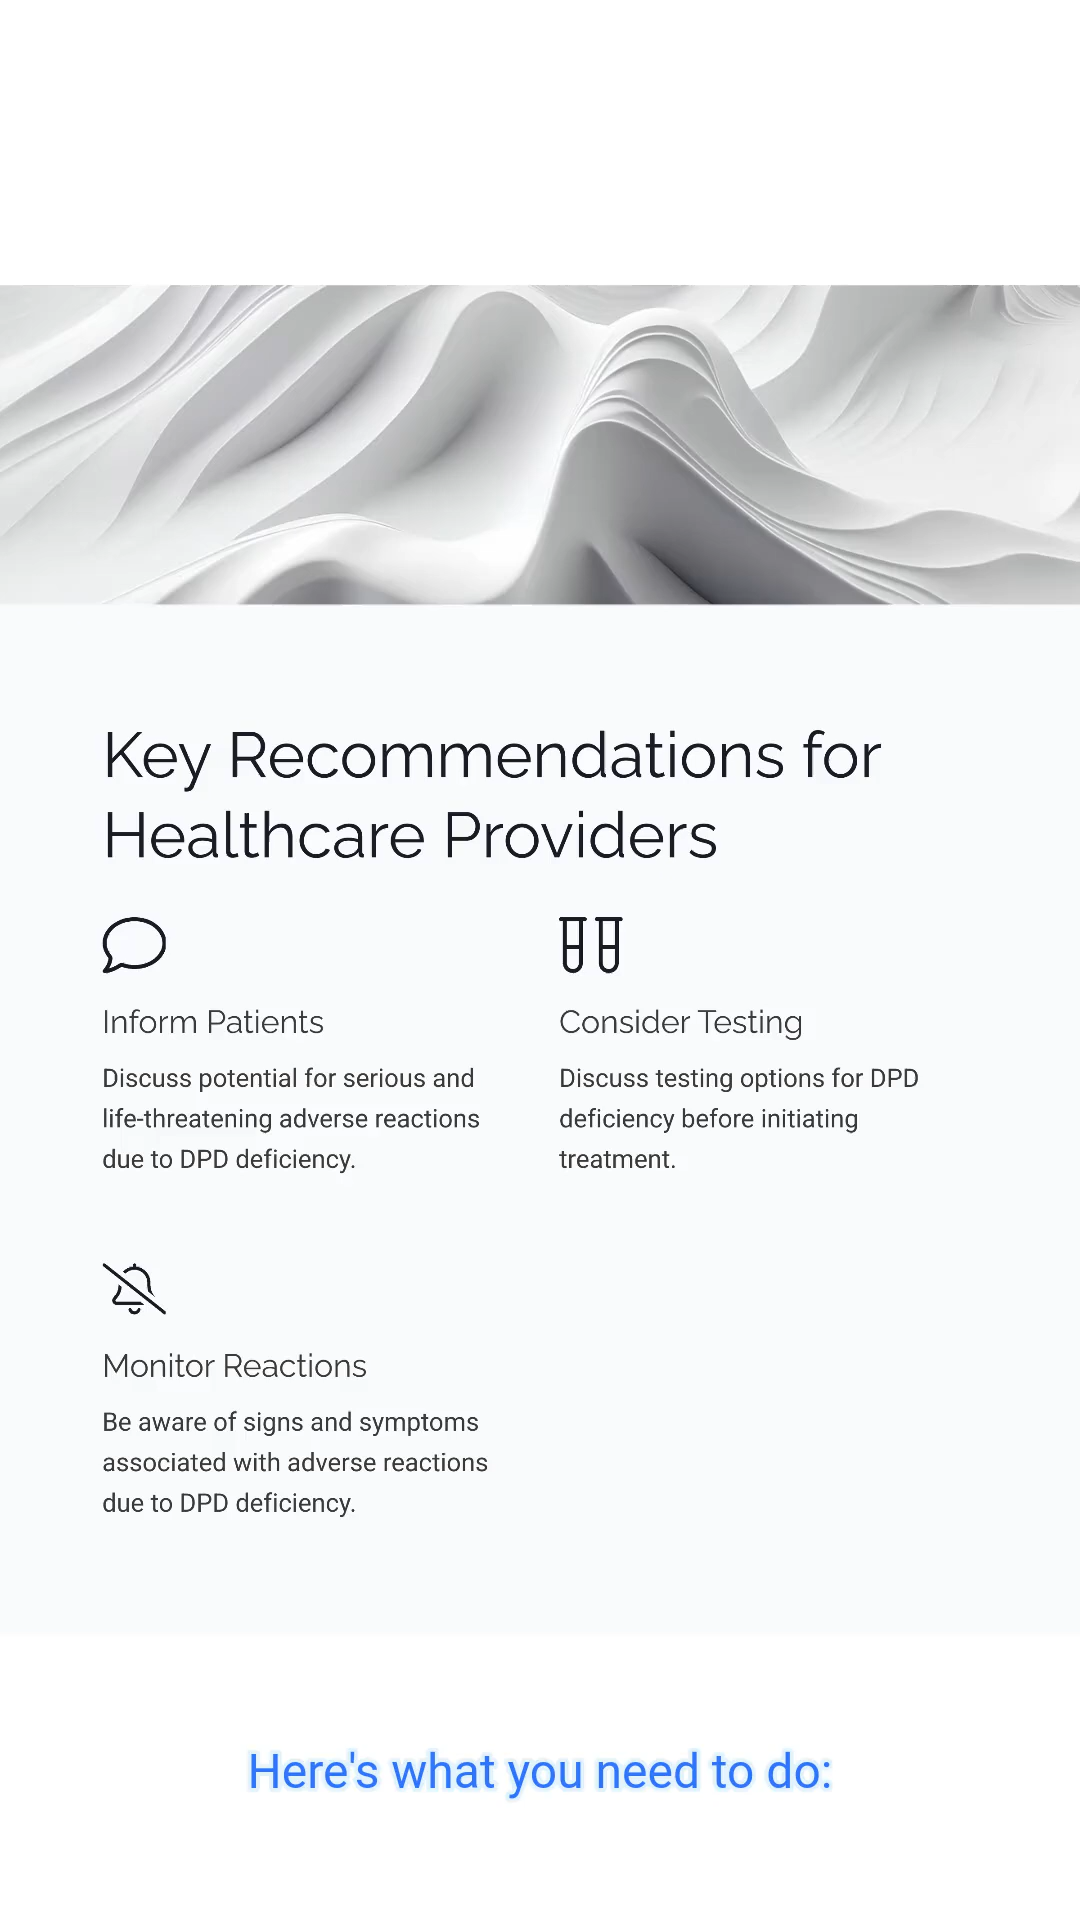 Key Recommendations for
Healthcare Providers
Inform Patients
Discuss potential for serious and
life-threatening adverse reactions
due to DPD deficiency.
Consider Testing
Discuss testing options for DPD
deficiency before initiating
treatment.
Monitor Reactions
Be aware of signs and symptoms
associated with adverse reactions
due to DPD deficiency.
Here's what you need to do: